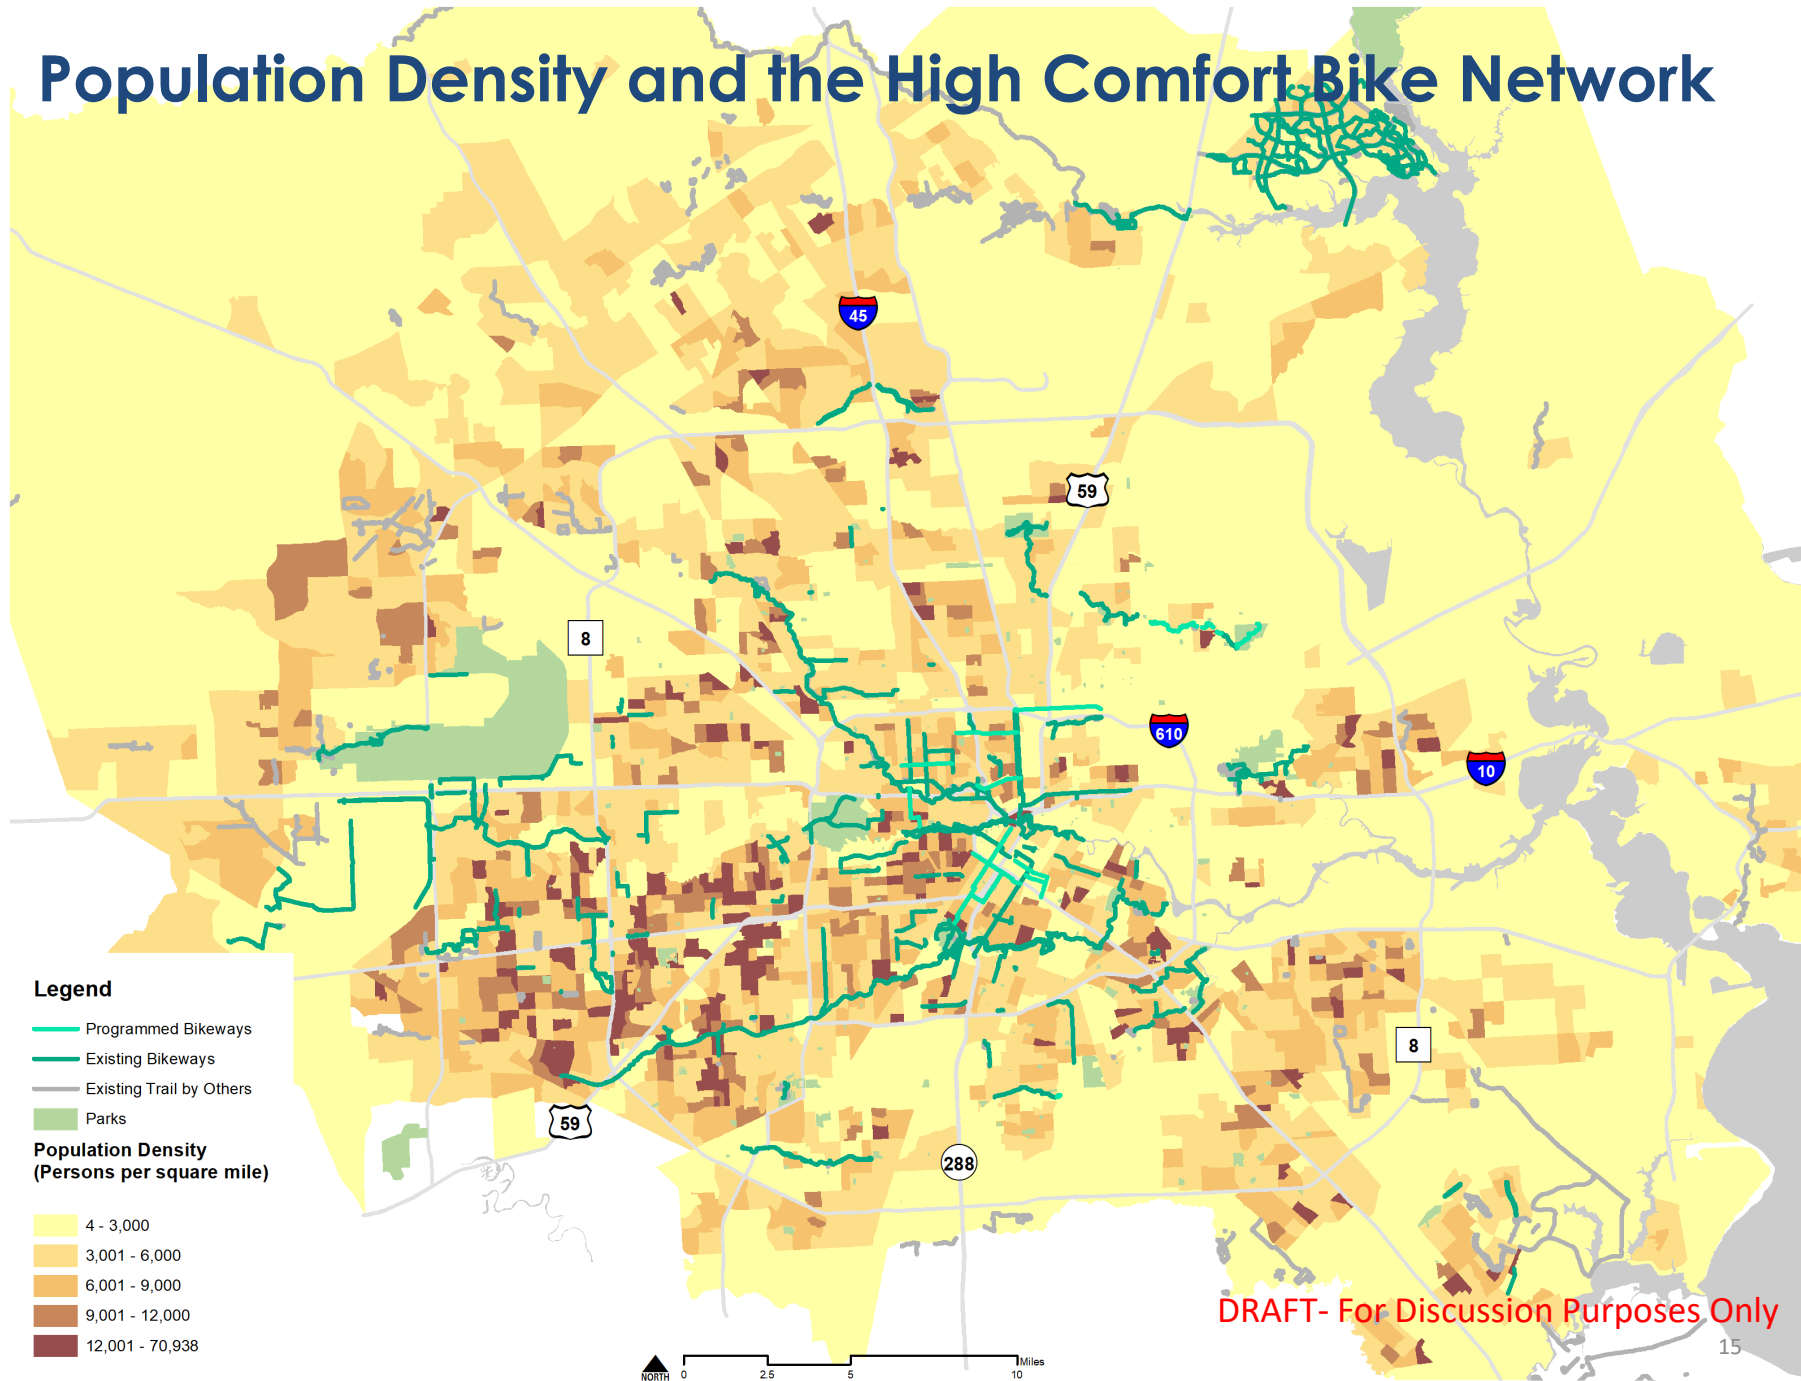 Population Density and the High Comfort Bike Network
45
59
8
610
10
8
59
288
Legend
Programmed Bikeways
Existing Bikeways
Existing Trail by Others
Parks
Population Density
(Persons per square mile)
4 - 3,000
3,001 - 6,000
6,001 - 9,000
9,001 - 12,000
12,001 - 70,938
NORTH
0 2.5 5 10
Miles
DRAFT- For Discussion Purposes Only
15